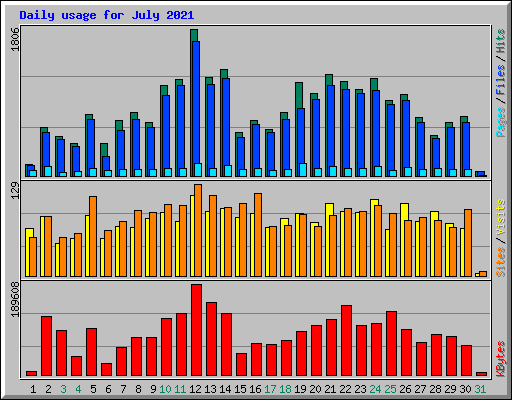 Daily usage for July 2021
1806
Pages / Files / Hits
129
Sites / Visits
189608
KBytes
1 2 3 4 5 6 7 8 9 10 11 12 13 14 15 16 17 18 19 20 21 22 23 24 25 26 27 28 29 30 31